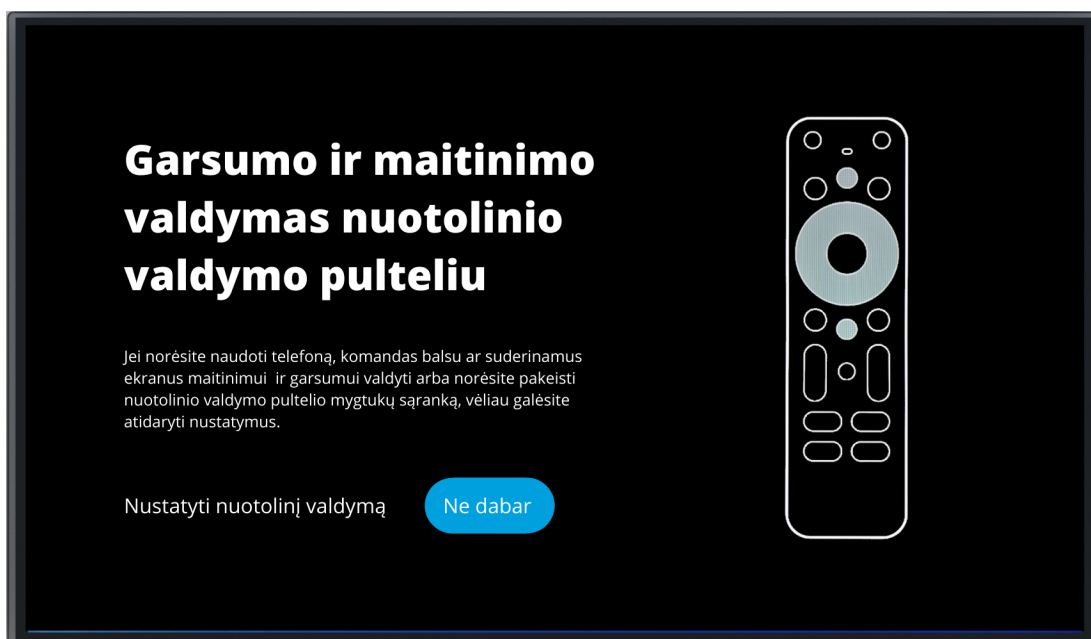 Garsumo ir maitinimo
valdymas nuotolinio
valdymo pulteliu
Jei norėsite naudoti telefoną, komandas balsu ar suderinamus
ekranus maitinimui  ir garsumui valdyti arba norėsite pakeisti
nuotolinio valdymo pultelio mygtukų sąranką, vėliau galėsite
atidaryti nustatymus.
Nustatyti nuotolinį valdymą
Ne dabar